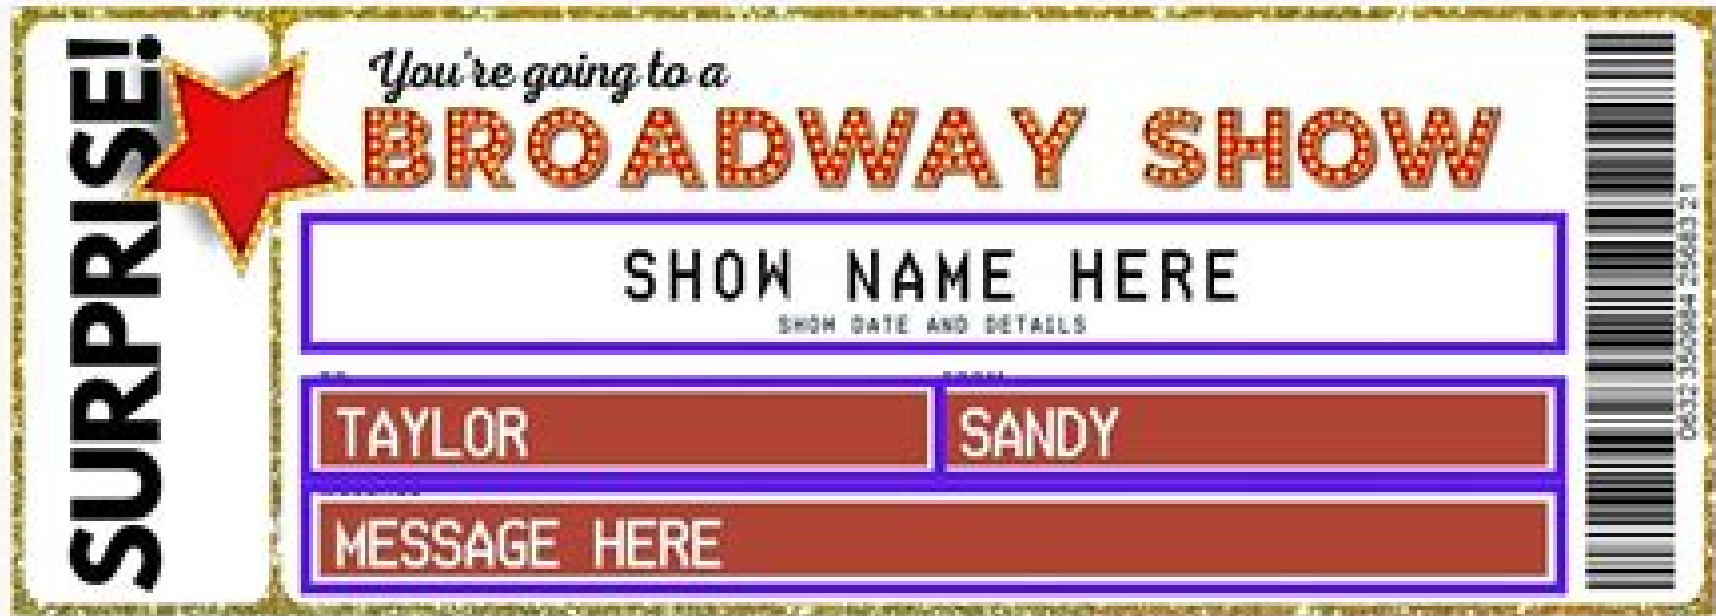 SURPRISE!
You're going to a
BROADWAY SHOW
SHOW NAME HERE
SHOW DATE AND DETAILS
TAYLOR
SANDY
MESSAGE HERE